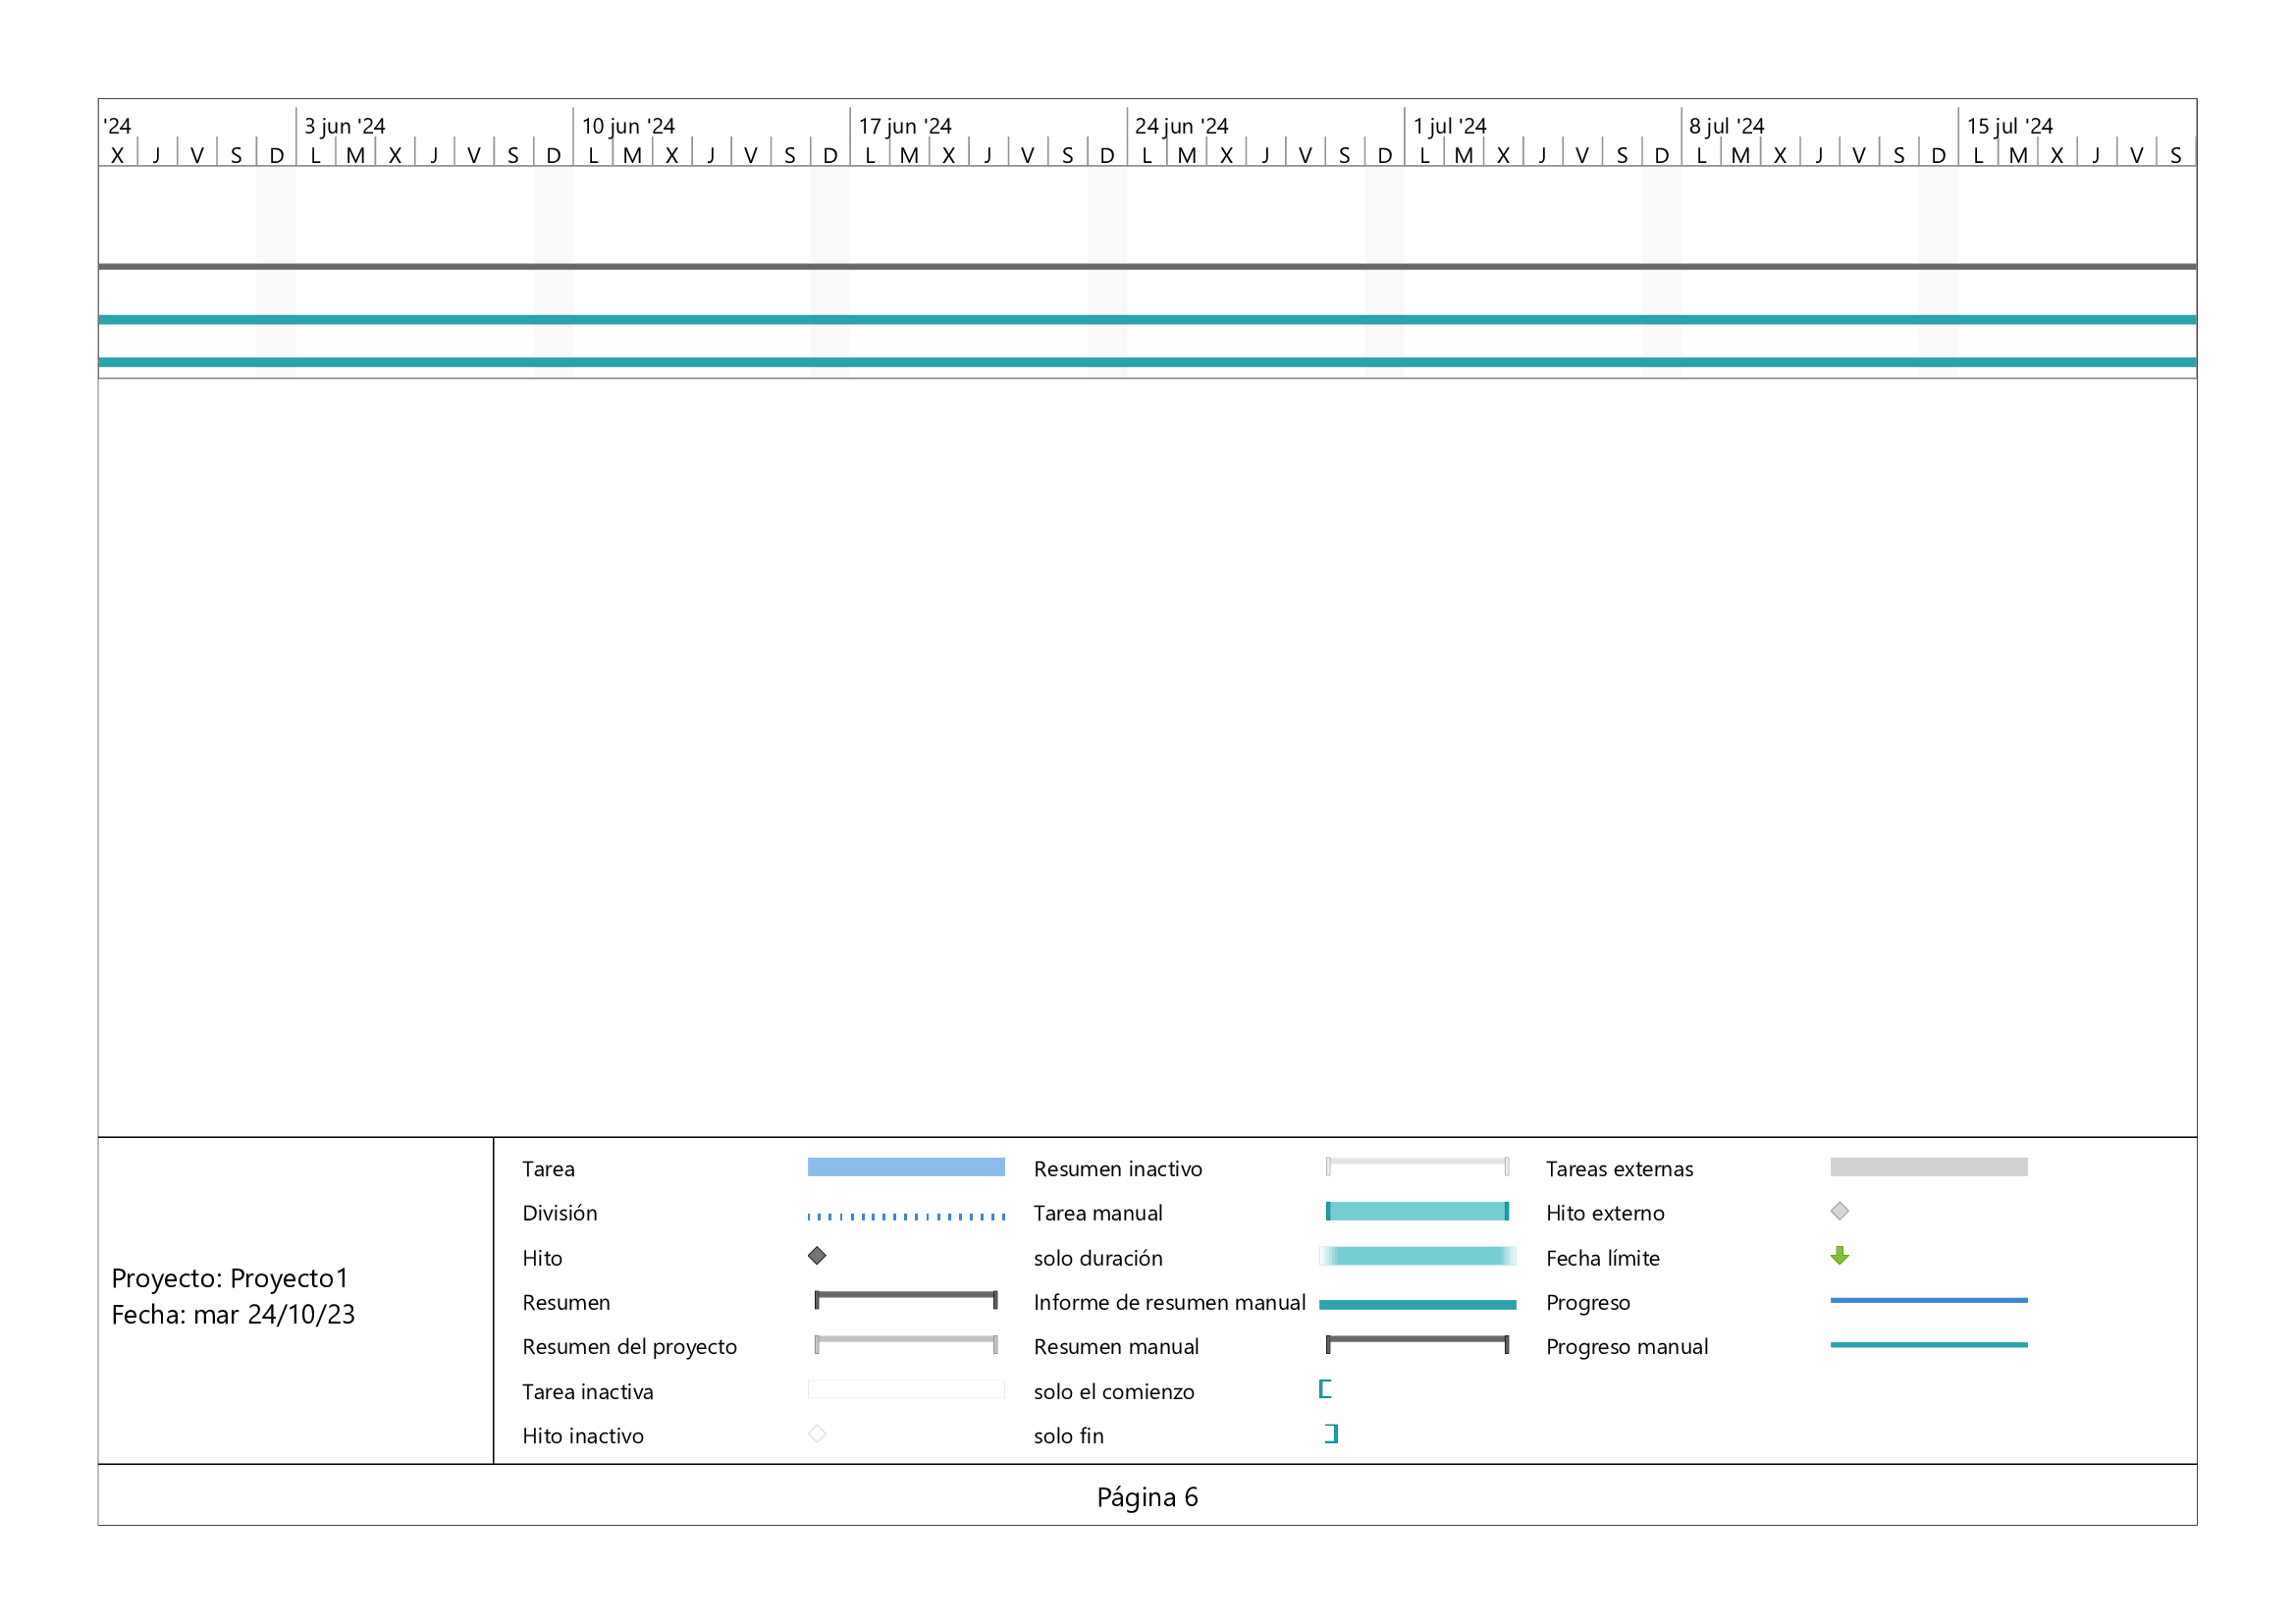 '24 3 jun '24 10 jun '24 17 jun '24 24 jun '24 1 jul '24 8 jul '24 15 jul '24
X J V S D L M X J V S D L M X J V S D L M X J V S D L M X J V S D L M X J V S D L M X J V S D L M X J V S
Tarea
División
Hito
Resumen
Resumen del proyecto
Tarea inactiva
Hito inactivo
Resumen inactivo
Tarea manual
solo duración
Informe de resumen manual
Resumen manual
solo el comienzo
solo fin
Tareas externas
Hito externo
Fecha límite
Progreso
Progreso manual
Proyecto: Proyecto1
Fecha: mar 24/10/23
Página 6